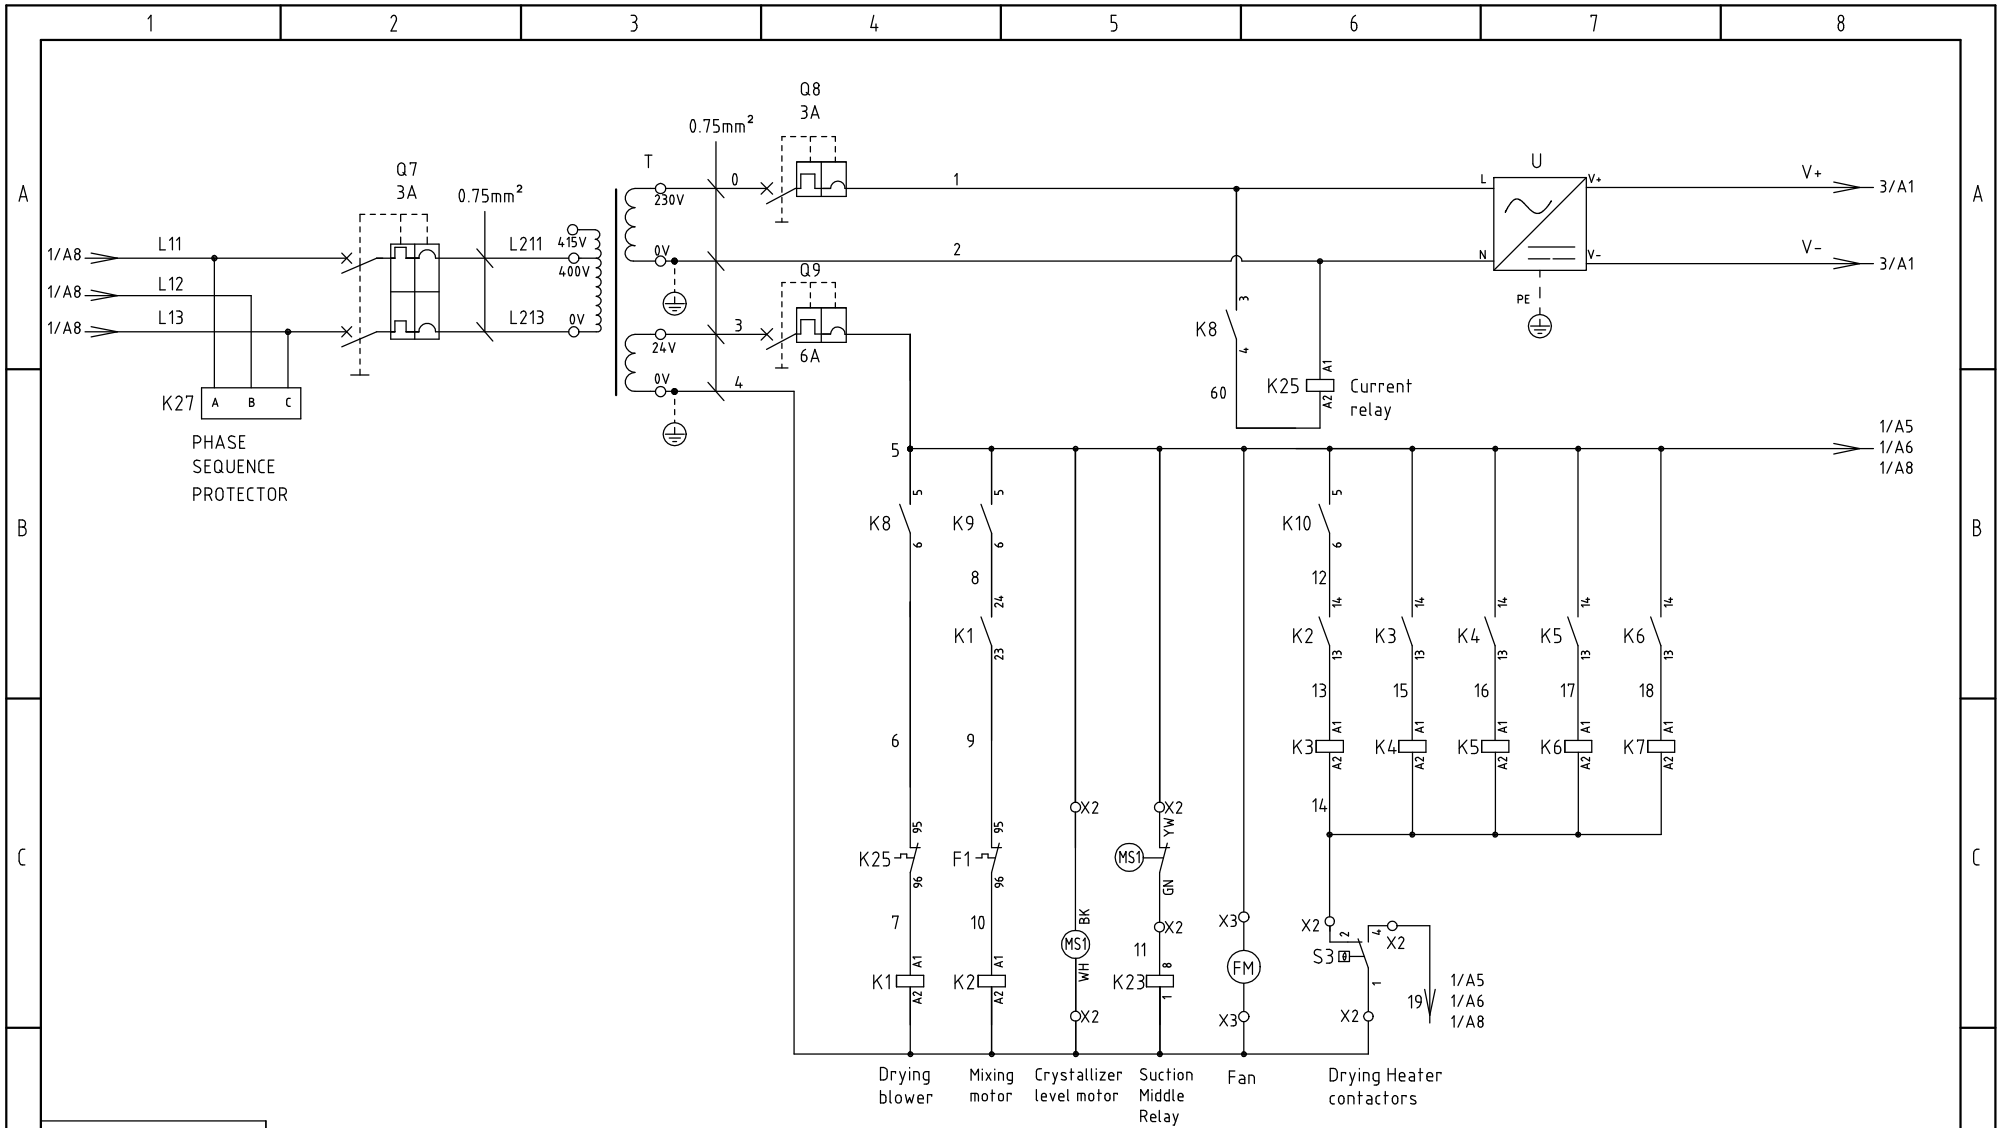 1 2 3 4 5 6 7 8
A A
B B
C C
Q7
3A
0.75mm²
1/A8 L11
1/A8 L12
1/A8 L13
L211
L213
415V
400V
0V
K27 A B C
PHASE
SEQUENCE
PROTECTOR
T
230V
0V
24V
0V
0.75mm²
0
3
4
Q8
3A
Q9
6A
1
2
3
K8
4
60
K25 A1
A2
Current
relay
U
L V+
N V-
PE
V+ 3/A1
V- 3/A1
1/A5
1/A6
1/A8
5
5
K8
6
6
95
K25
96
7
A1
K1
A2
Drying
blower
5
K9
6
8
24
K1
23
9
95
F1
96
10
A1
K2
A2
Mixing
motor
X2
BK
MS1
WH
X2
Crystallizer
level motor
X2
YW
MS1
GN
X2
11
8
K23
1
Suction
Middle
Relay
X3
FM
X3
Fan
5
K10
6
12
14 14 14 14 14
K2 K3 K4 K5 K6
13 13 13 13 13
13 15 16 17 18
A1 A1 A1 A1 A1
K3 K4 K5 K6 K7
A2 A2 A2 A2 A2
14
X2
2 4
X2
S3
1
X2
19
1/A5
1/A6
1/A8
Drying Heater
contactors